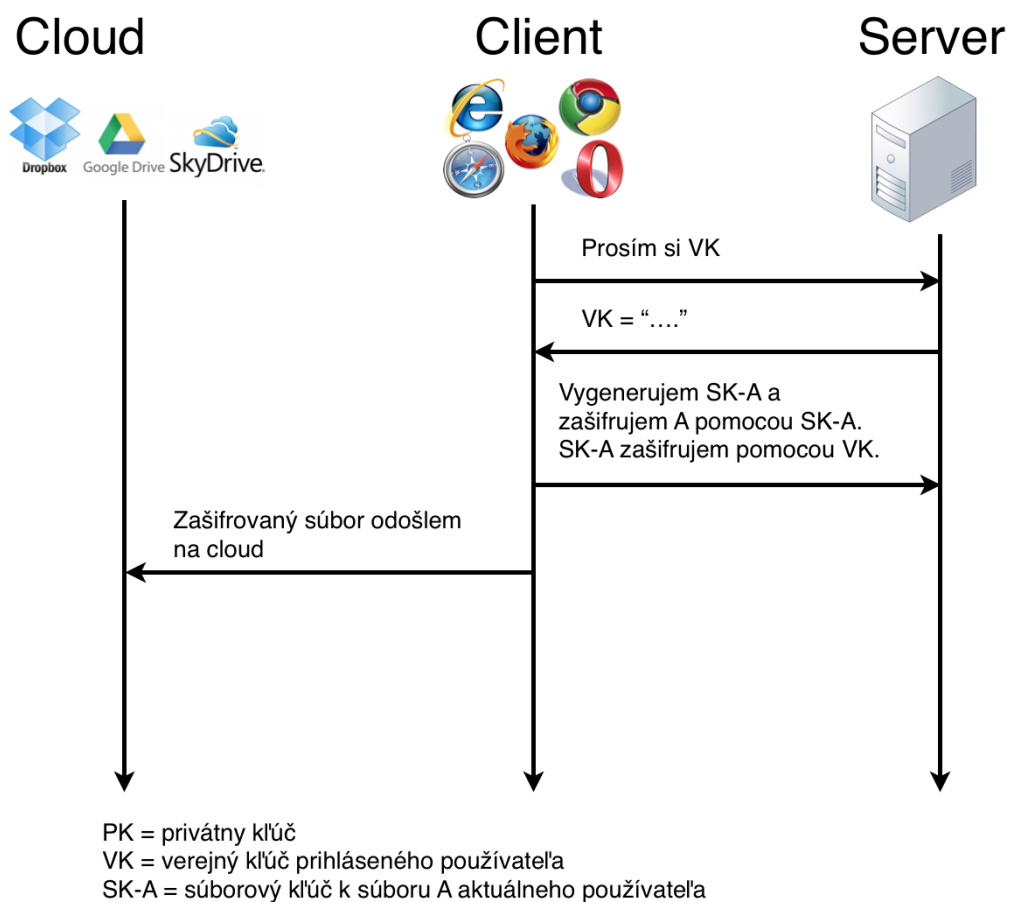 Cloud
Client
Server
Dropbox
Google Drive
SkyDrive.
Prosím si VK
VK = “….”
Vygenerujem SK-A a
zašifrujem A pomocou SK-A.
SK-A zašifrujem pomocou VK.
Zašifrovaný súbor odošlem
na cloud
PK = privátny kľúč
VK = verejný kľúč prihláseného používateľa
SK-A = súborový kľúč k súboru A aktuálneho používateľa